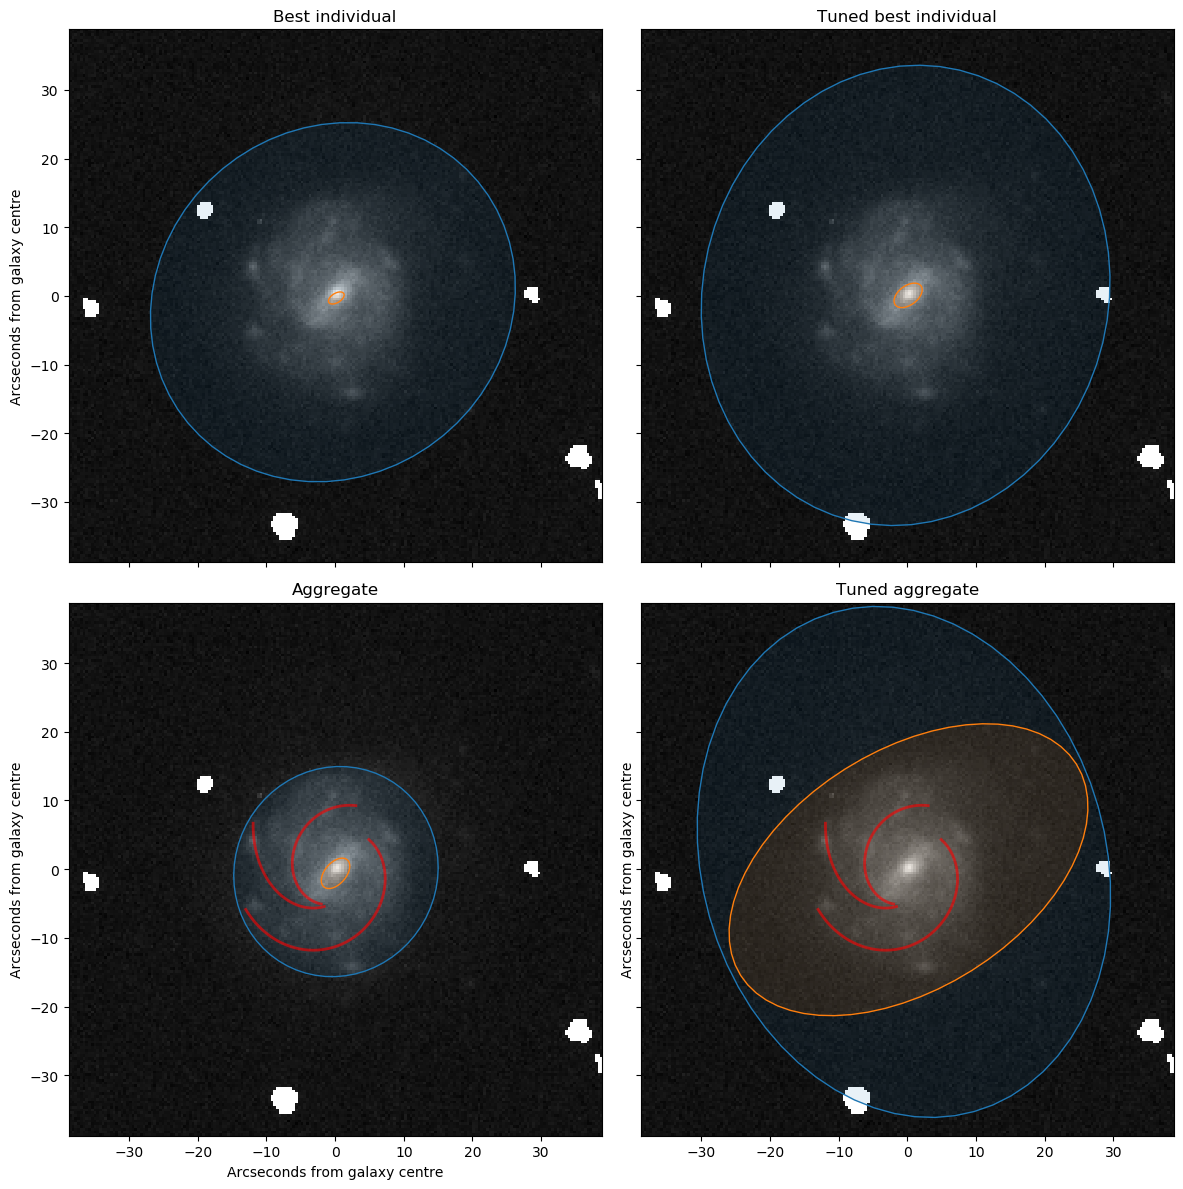 Best individual
Tuned best individual
30
20
10
0
−10
−20
−30
Arcseconds from galaxy centre
Aggregate
Tuned aggregate
30
20
10
0
−10
−20
−30
Arcseconds from galaxy centre
Arcseconds from galaxy centre
−30 −20 −10 0 10 20 30
−30 −20 −10 0 10 20 30
Arcseconds from galaxy centre